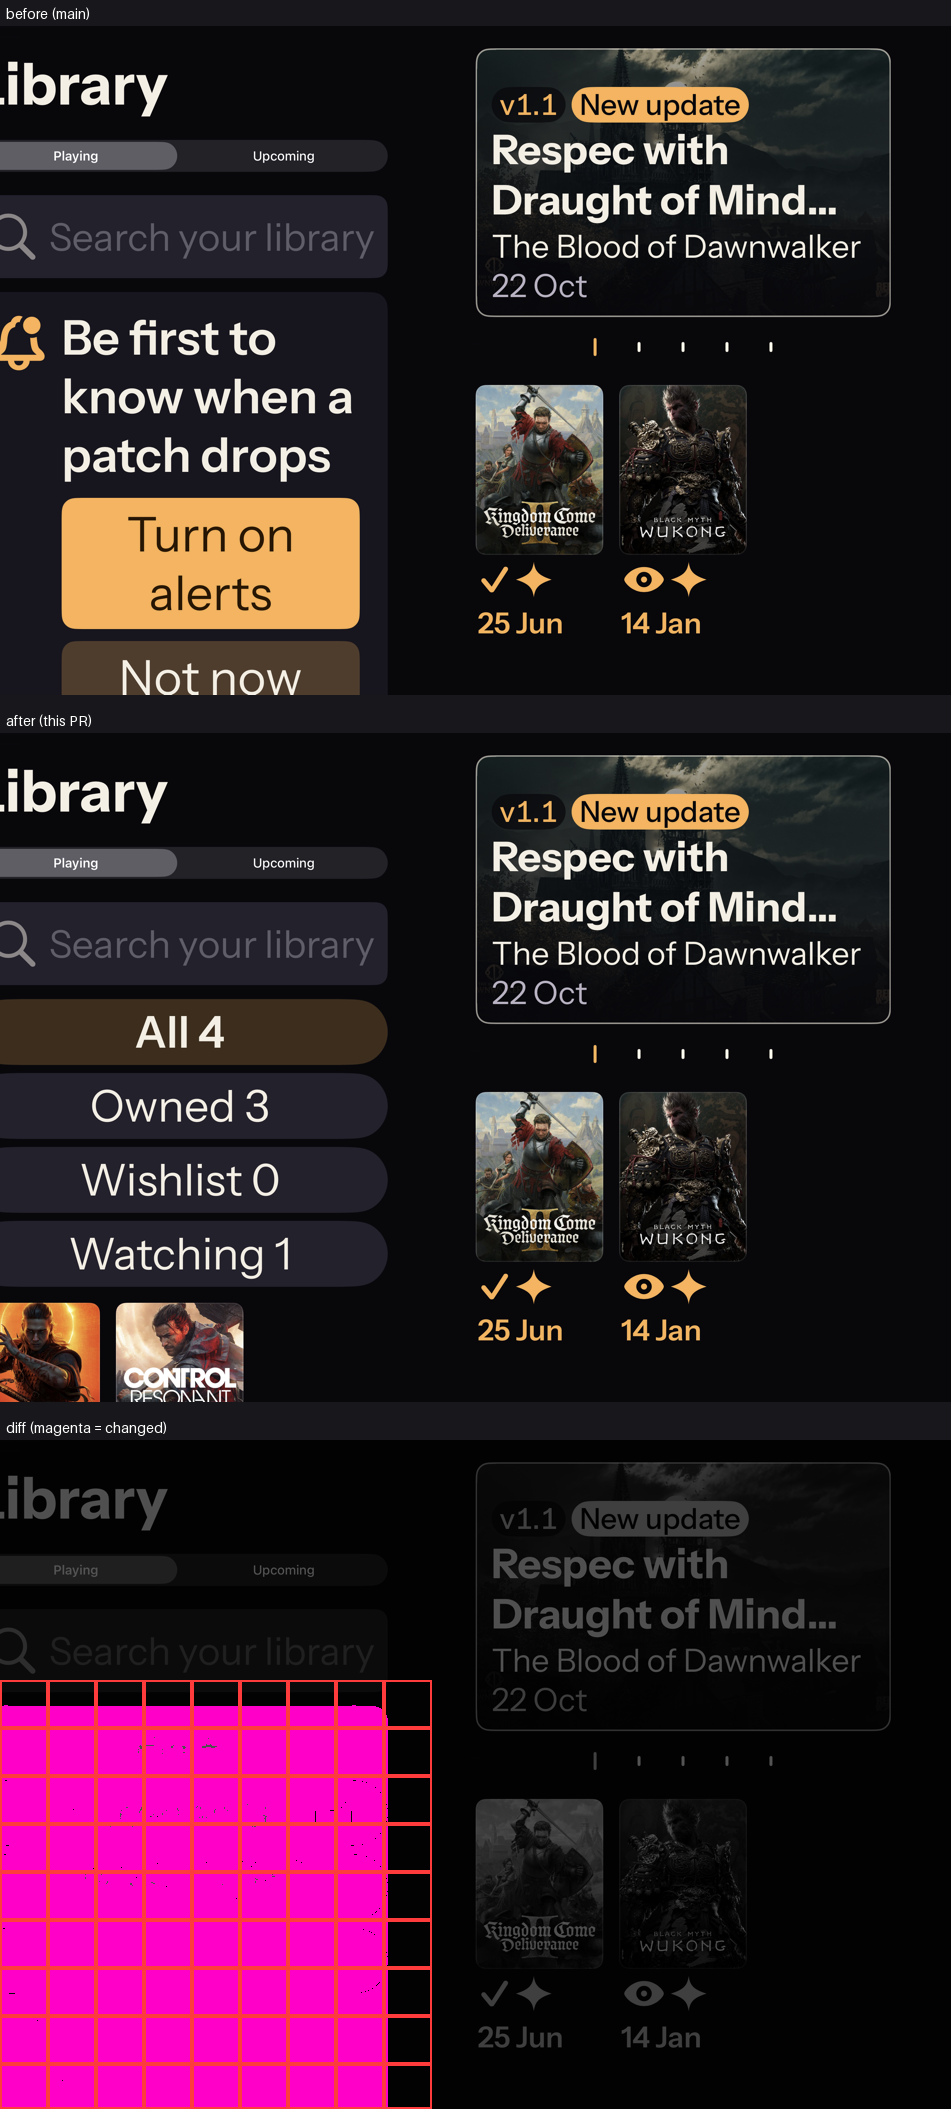 before (main)
Library
Playing
Upcoming
Search your library
Be first to
know when a
patch drops
Turn on
alerts
Not now
v1.1 New update
Respec with
Draught of Mind...
The Blood of Dawnwalker
22 Oct
Kingdom Come
Deliverance
II
BLACK MYTH
WUKONG
25 Jun
14 Jan
after (this PR)
Library
Playing
Upcoming
Search your library
All 4
Owned 3
Wishlist 0
Watching 1
CONTROL
RESONANT
v1.1 New update
Respec with
Draught of Mind...
The Blood of Dawnwalker
22 Oct
Kingdom Come
Deliverance
II
BLACK MYTH
WUKONG
25 Jun
14 Jan
diff (magenta = changed)
Library
Playing
Upcoming
Search your library
v1.1 New update
Respec with
Draught of Mind...
The Blood of Dawnwalker
22 Oct
Kingdom Come
Deliverance
II
BLACK MYTH
WUKONG
25 Jun
14 Jan